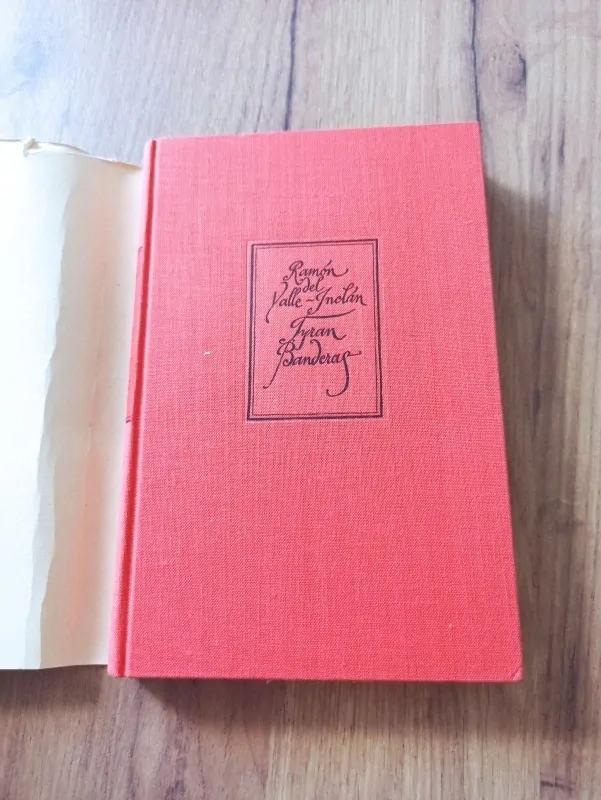 Ramón
del
Valle-Inclán
Tyran
Banderas